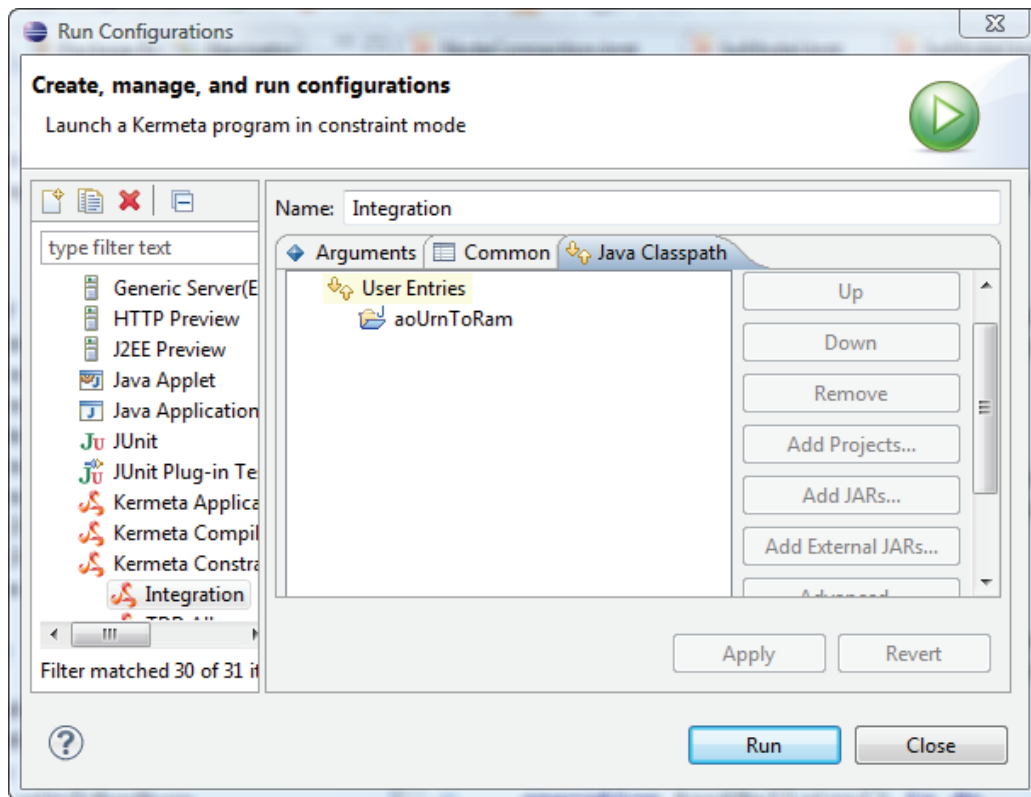 Run Configurations
Create, manage, and run configurations
Launch a Kermeta program in constraint mode
type filter text
Generic Server(E
HTTP Preview
J2EE Preview
Java Applet
Java Application
JUnit
JUnit Plug-in Te
Kermeta Applica
Kermeta Compil
Kermeta Constra
Integration
Filter matched 30 of 31 it
Name: Integration
Arguments Common Java Classpath
User Entries
aoUrnToRam
Up
Down
Remove
Add Projects...
Add JARs...
Add External JARs...
Advanced...
Apply Revert
Run Close